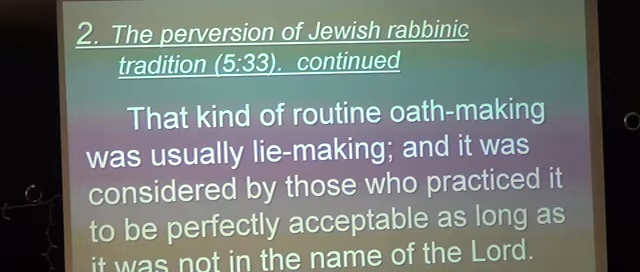 2. The perversion of Jewish rabbinic
tradition (5:33). continued
That kind of routine oath-making
was usually lie-making; and it was
considered by those who practiced it
to be perfectly acceptable as long as
it was not in the name of the Lord.